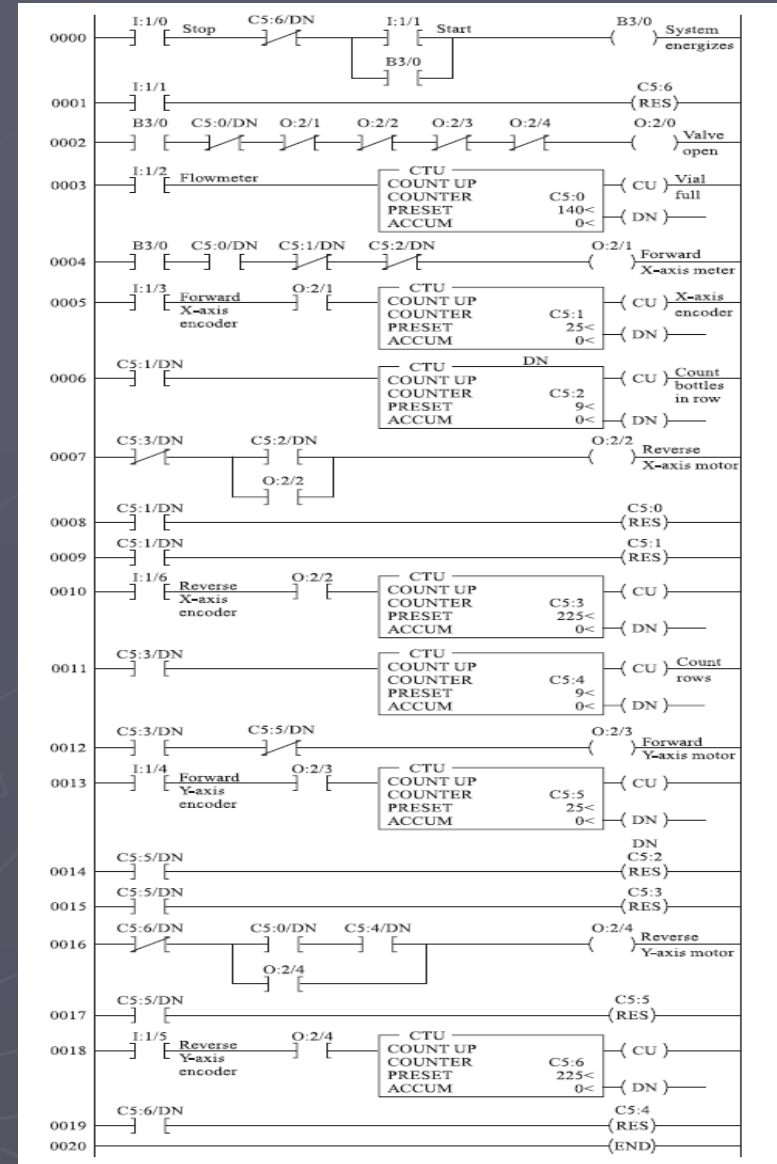 I:1/0 C5:6/DN I:1/1 B3/0
0000 Stop Start System
energizes
B3/0
I:1/1 C5:6
0001 (RES)
B3/0 C5:0/DN O:2/1 O:2/2 O:2/3 O:2/4 O:2/0
0002 Valve
open
I:1/2 CTU
0003 Flowmeter COUNT UP CU Vial
COUNTER C5:0 full
PRESET 140<
ACCUM 0< DN
B3/0 C5:0/DN C5:1/DN C5:2/DN O:2/1
0004 Forward
X-axis meter
I:1/3 O:2/1 CTU
0005 Forward COUNT UP CU X-axis
X-axis COUNTER C5:1 encoder
encoder PRESET 25<
ACCUM 0< DN
C5:1/DN CTU DN
0006 COUNT UP CU Count
COUNTER C5:2 bottles
PRESET 9< in row
ACCUM 0< DN
C5:3/DN C5:2/DN O:2/2
0007 Reverse
X-axis motor
O:2/2
C5:1/DN C5:0
0008 (RES)
C5:1/DN C5:1
0009 (RES)
I:1/6 O:2/2 CTU
0010 Reverse COUNT UP CU
X-axis COUNTER C5:3
encoder PRESET 225<
ACCUM 0< DN
C5:3/DN CTU
0011 COUNT UP CU Count
COUNTER C5:4 rows
PRESET 9<
ACCUM 0< DN
C5:3/DN C5:5/DN O:2/3
0012 Forward
Y-axis motor
I:1/4 O:2/3 CTU
0013 Forward COUNT UP CU
Y-axis COUNTER C5:5
encoder PRESET 25<
ACCUM 0< DN
DN
C5:5/DN C5:2
0014 (RES)
C5:5/DN C5:3
0015 (RES)
C5:6/DN C5:0/DN C5:4/DN O:2/4
0016 Reverse
Y-axis motor
O:2/4
C5:5/DN C5:5
0017 (RES)
I:1/5 O:2/4 CTU
0018 Reverse COUNT UP CU
Y-axis COUNTER C5:6
encoder PRESET 225<
ACCUM 0< DN
C5:6/DN C5:4
0019 (RES)
0020 (END)